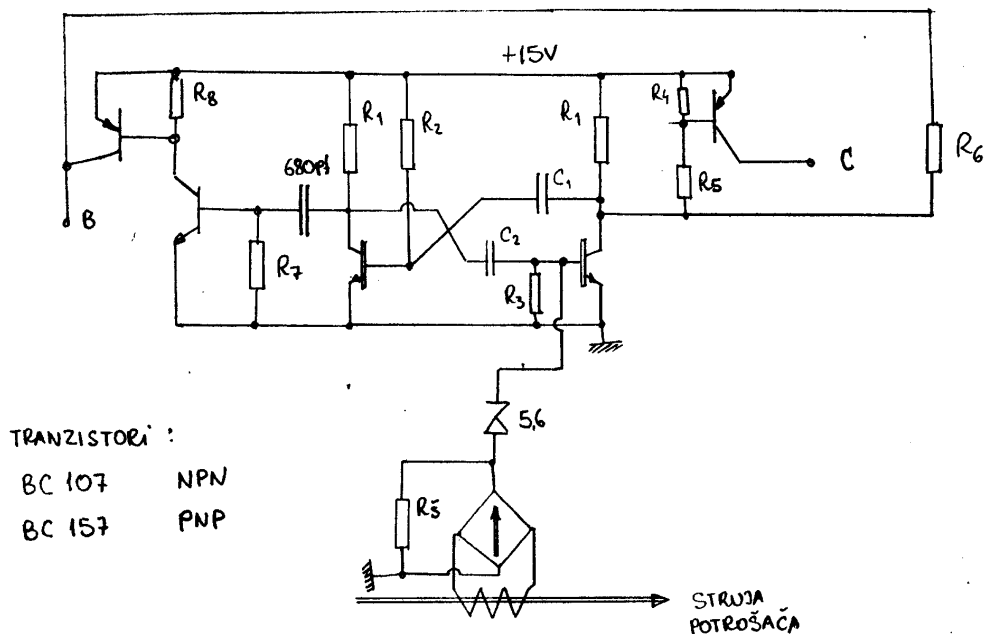 +15V
R8
R1
R2
R1
R4
R6
680pf
C1
R5
C
B
C2
R7
R3
5,6
TRANZISTORi :
BC 107 NPN
BC 157 PNP
Rš
STRUJA
POTROŠAČA